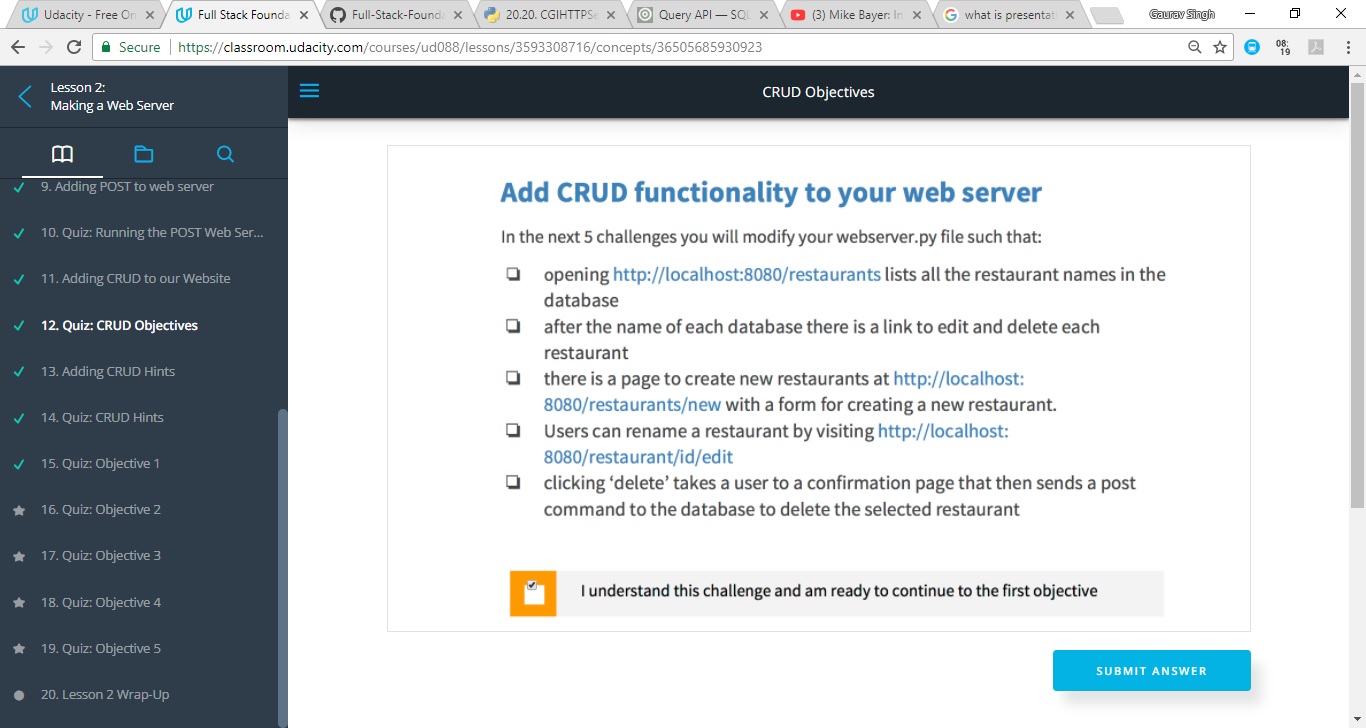 Udacity - Free On
Full Stack Founda
Full-Stack-Founda
20.20. CGIHTTPSe
Query API — SQL
(3) Mike Bayer: In
what is presentat
Gaurav Singh
Secure
https://classroom.udacity.com/courses/ud088/lessons/3593308716/concepts/36505685930923
08:
19
Lesson 2:
Making a Web Server
CRUD Objectives
9. Adding POST to web server
10. Quiz: Running the POST Web Ser...
11. Adding CRUD to our Website
12. Quiz: CRUD Objectives
13. Adding CRUD Hints
14. Quiz: CRUD Hints
15. Quiz: Objective 1
16. Quiz: Objective 2
17. Quiz: Objective 3
18. Quiz: Objective 4
19. Quiz: Objective 5
20. Lesson 2 Wrap-Up
Add CRUD functionality to your web server
In the next 5 challenges you will modify your webserver.py file such that:
opening http://localhost:8080/restaurants lists all the restaurant names in the
database
after the name of each database there is a link to edit and delete each
restaurant
there is a page to create new restaurants at http://localhost:
8080/restaurants/new with a form for creating a new restaurant.
Users can rename a restaurant by visiting http://localhost:
8080/restaurant/id/edit
clicking ‘delete’ takes a user to a confirmation page that then sends a post
command to the database to delete the selected restaurant
I understand this challenge and am ready to continue to the first objective
SUBMIT ANSWER